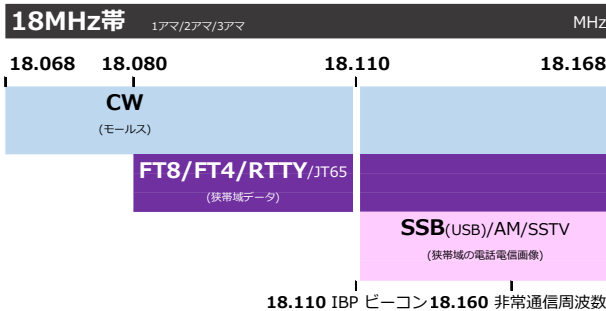 18MHz帯 1アマ/2アマ/3アマ MHz
18.068 18.080 18.110 18.168
CW
(モールス)
FT8/FT4/RTTY/JT65
(狭帯域データ)
SSB(USB)/AM/SSTV
(狭帯域の電話電信画像)
18.110 IBP ビーコン18.160 非常通信周波数